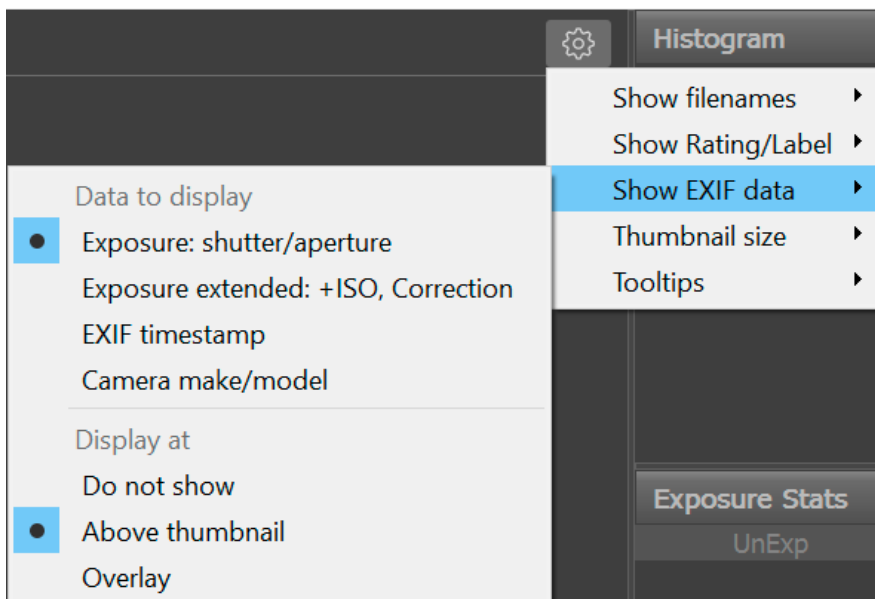 Histogram
Show filenames
Show Rating/Label
Show EXIF data
Thumbnail size
Tooltips
Data to display
Exposure: shutter/aperture
Exposure extended: +ISO, Correction
EXIF timestamp
Camera make/model
Display at
Do not show
Above thumbnail
Overlay
Exposure Stats
UnExp